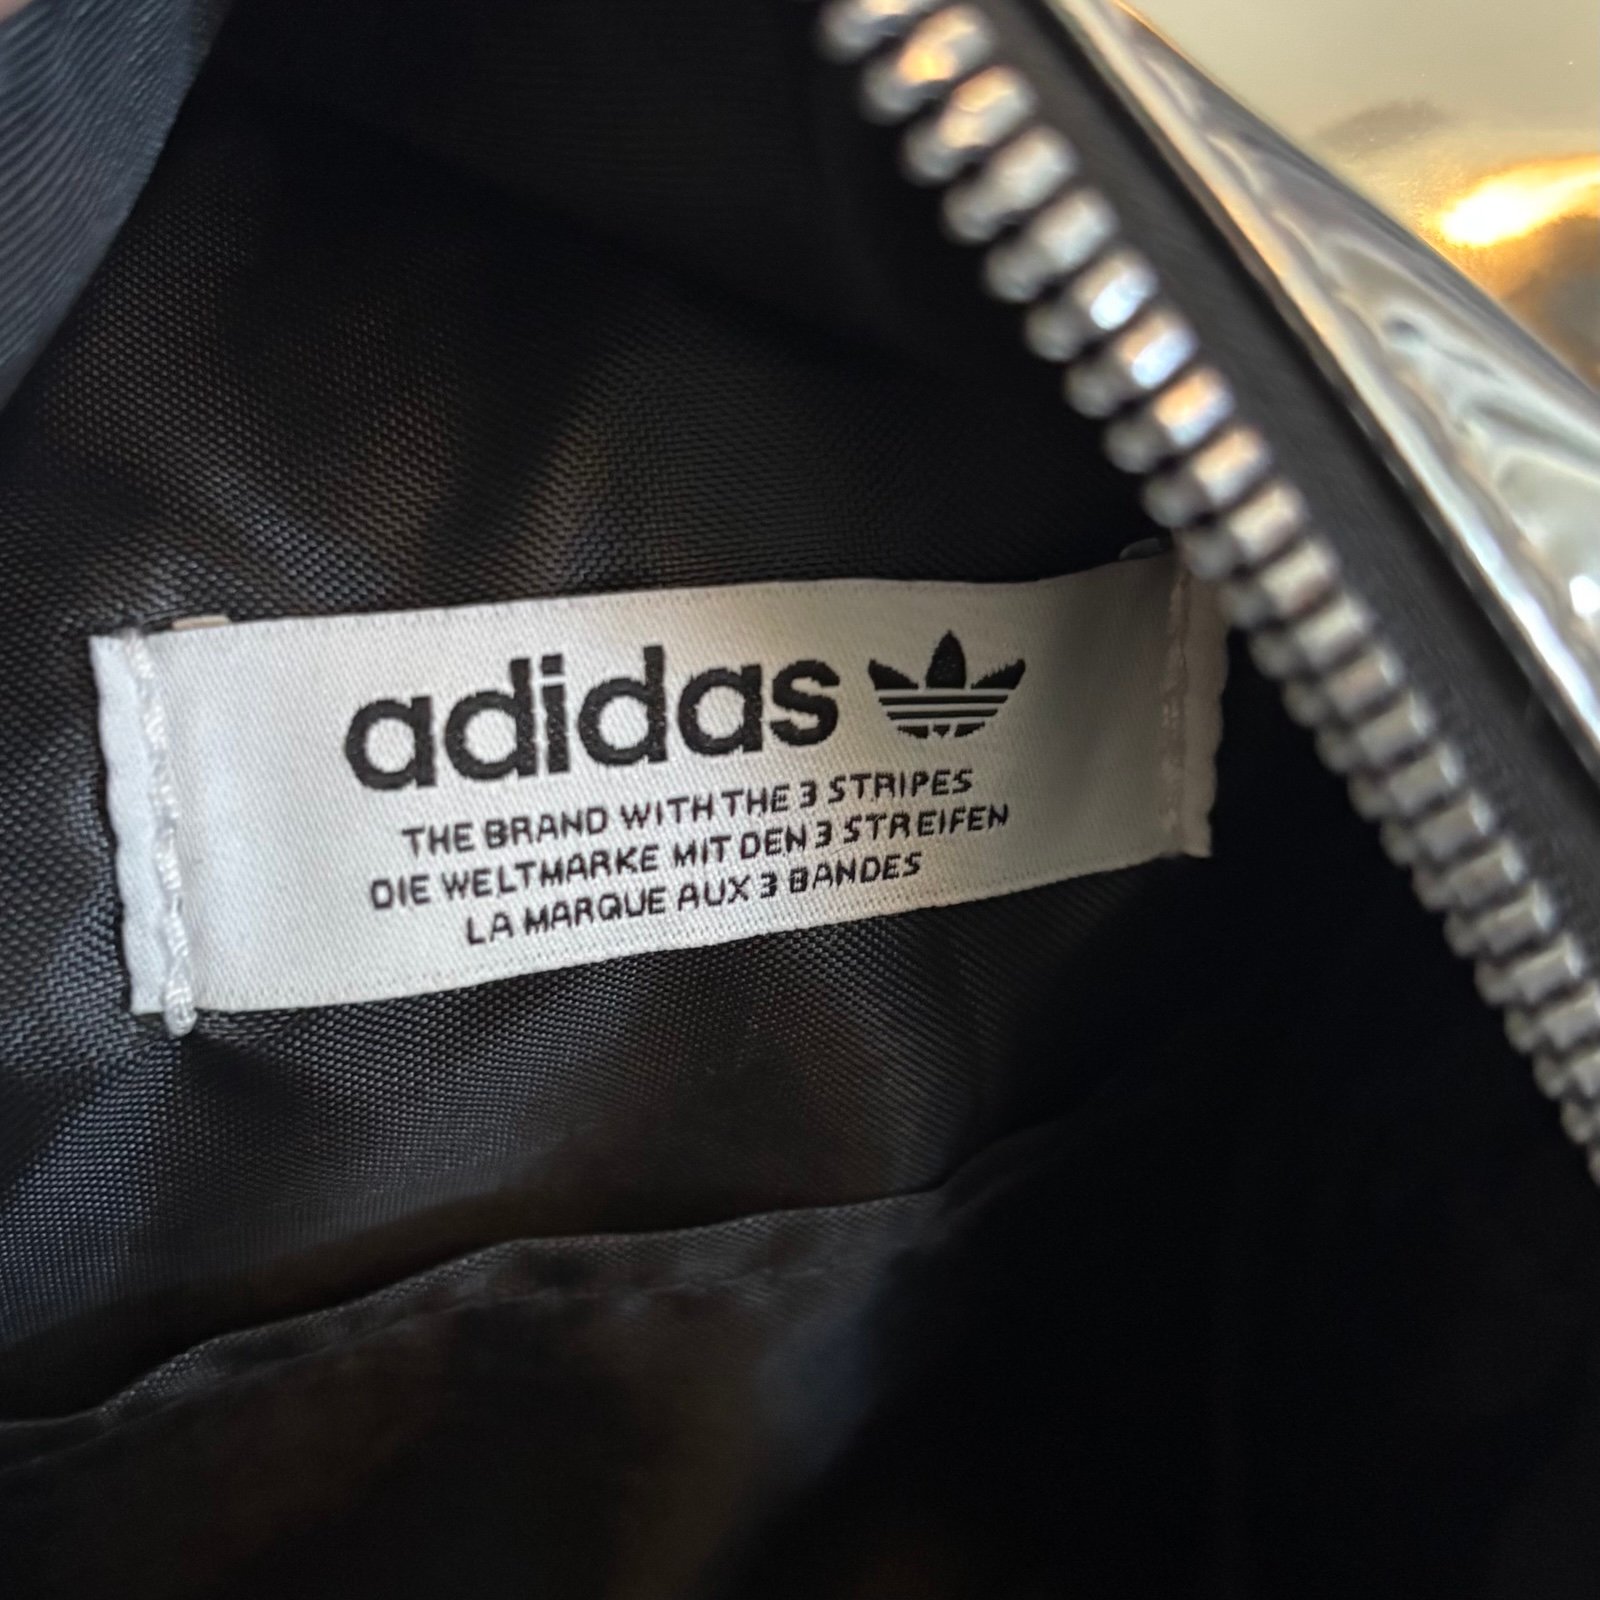 adidas
THE BRAND WITH THE 3 STRIPES
DIE WELTMARKE MIT DEN 3 STREIFEN
LA MARQUE AUX 3 BANDES